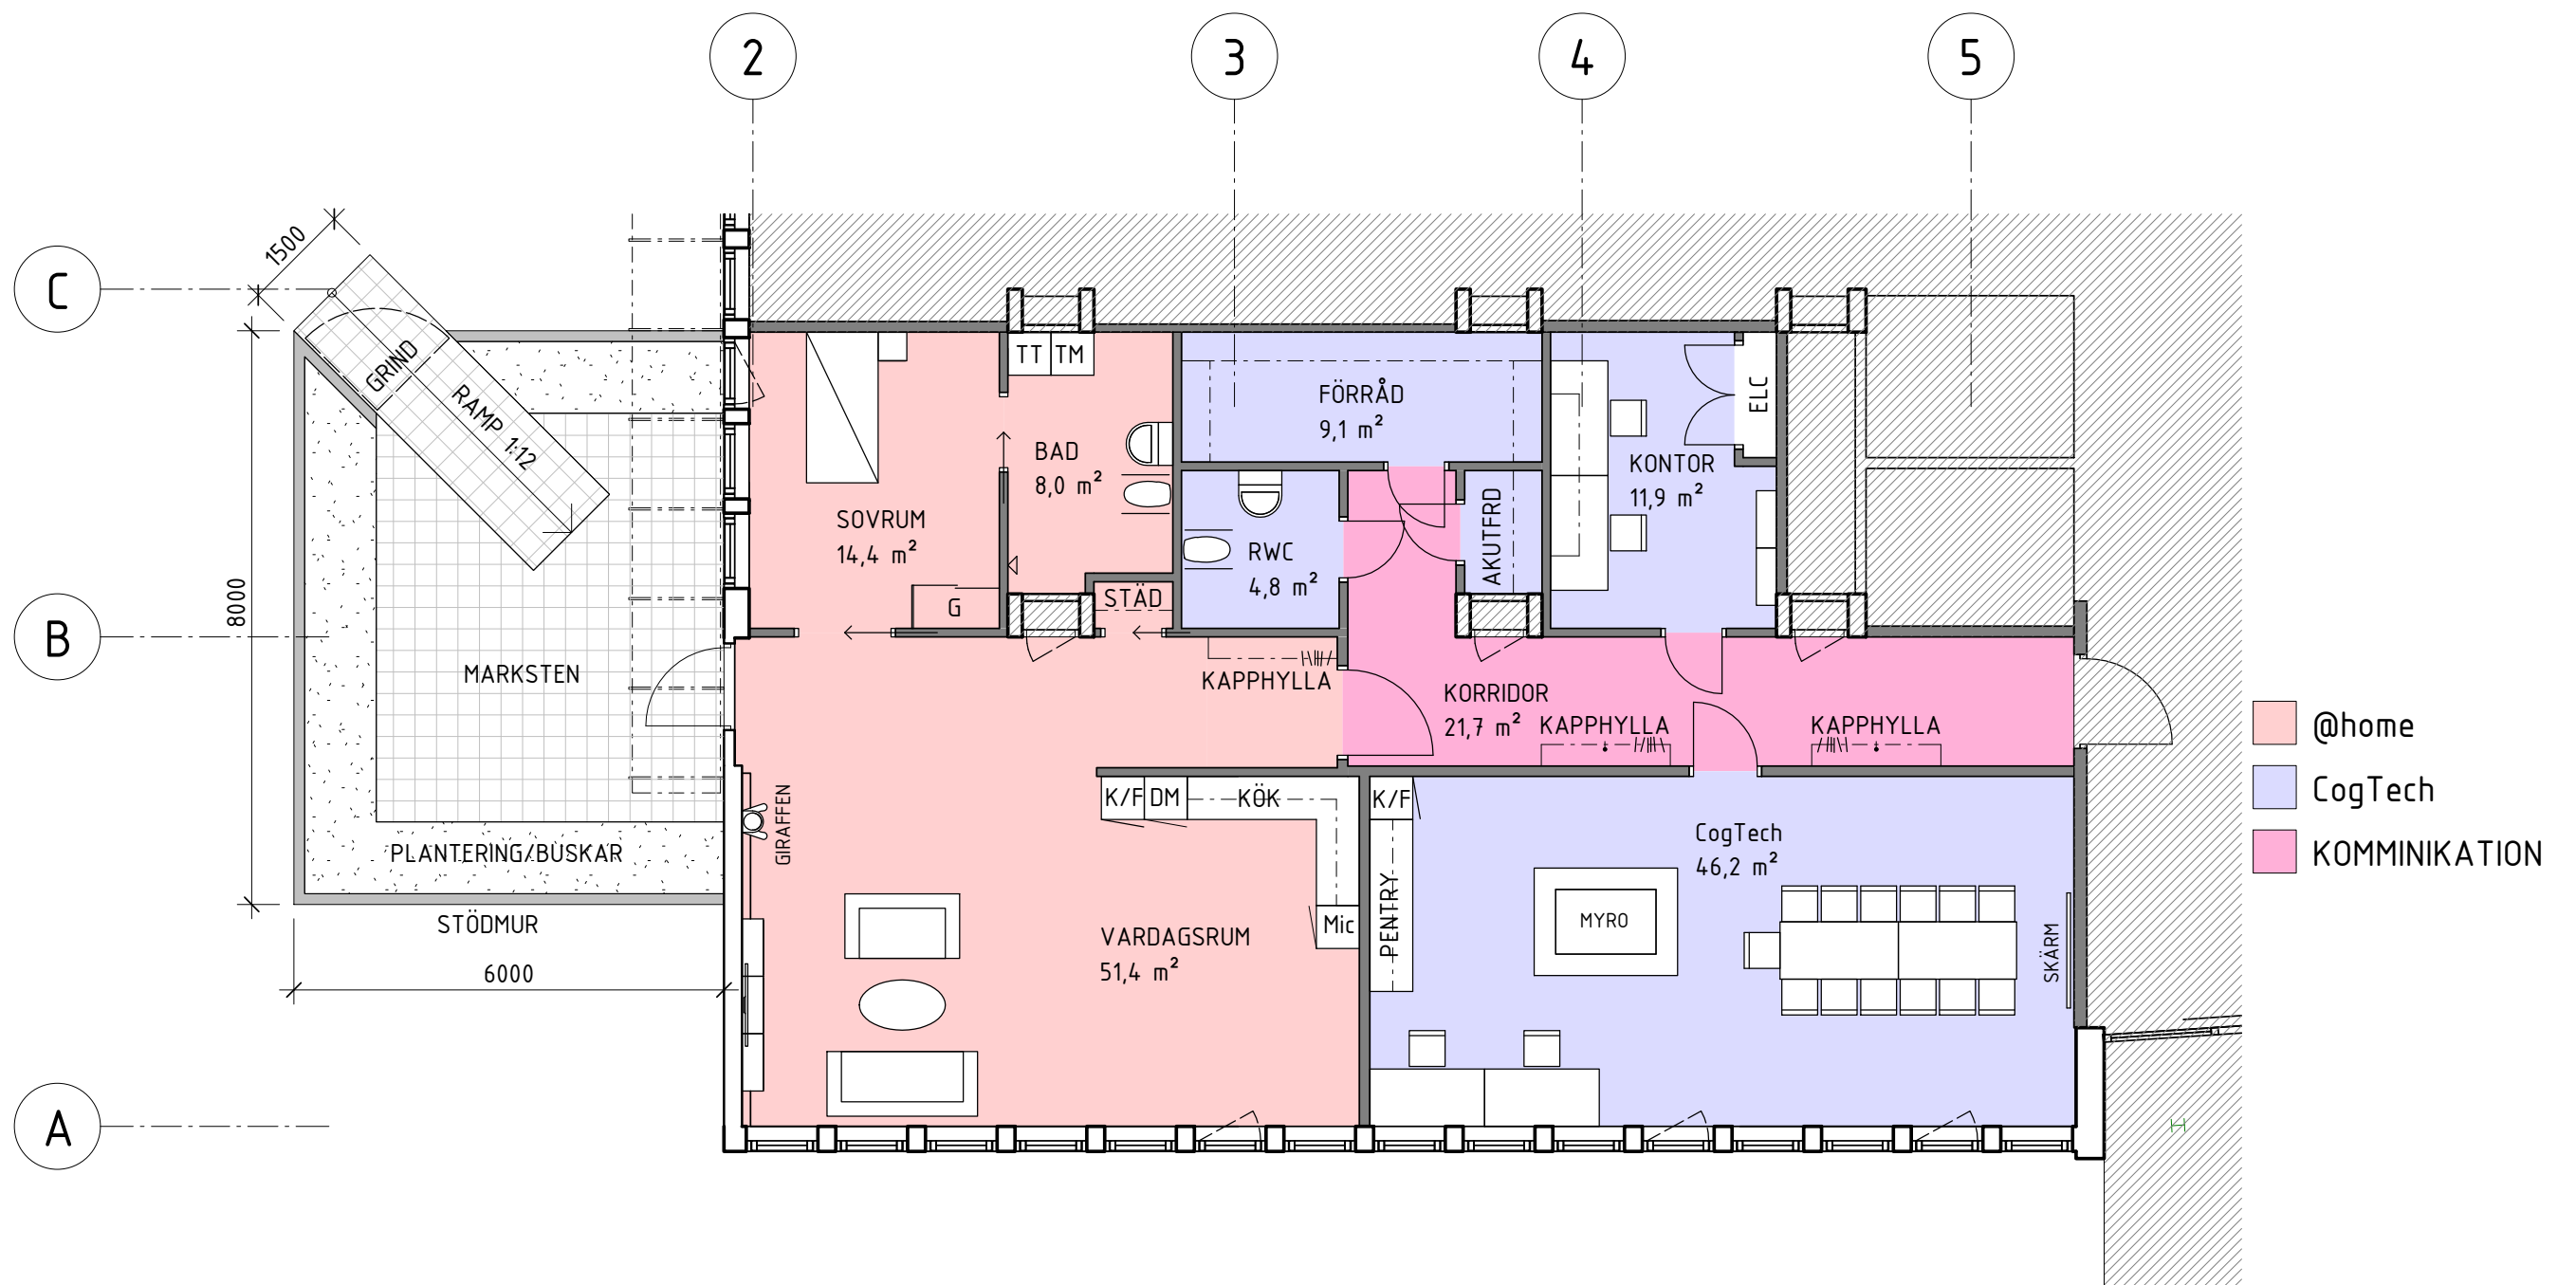 2
3
4
5
C
B
A
1500
8000
6000
GRIND
RAMP 1:12
MARKSTEN
PLANTERING/BUSKAR
STÖDMUR
TT
TM
SOVRUM
14,4 m²
G
BAD
8,0 m²
STÄD
FÖRRÅD
9,1 m²
RWC
4,8 m²
AKUTFRD
KONTOR
11,9 m²
ELC
KAPPHYLLA
KORRIDOR
21,7 m²
KAPPHYLLA
KAPPHYLLA
GIRAFFEN
K/F
DM
KÖK
Mic
VARDAGSRUM
51,4 m²
K/F
PENTRY
CogTech
46,2 m²
MYRO
SKÄRM
H
@home
CogTech
KOMMINIKATION